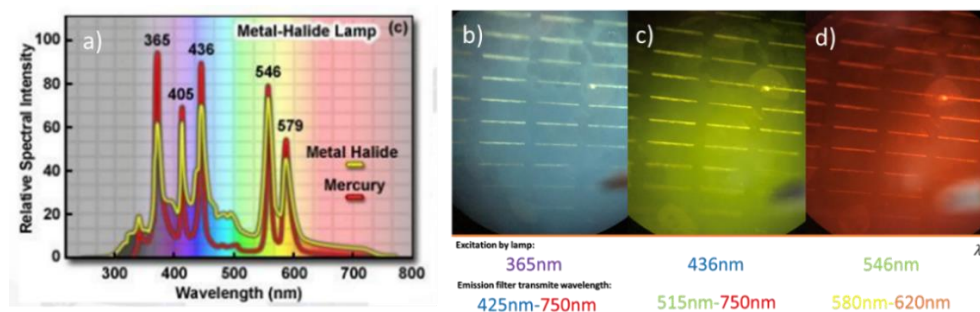 a)
Metal-Halide Lamp (c)
Relative Spectral Intensity
100
80
60
40
20
0
365
405
436
546
579
Metal Halide
Mercury
300 400 500 600 700 800
Wavelength (nm)
b)
c)
d)
Excitation by lamp:
365nm 436nm 546nm
λ
Emission filter transmite wavelength:
425nm-750nm 515nm-750nm 580nm-620nm